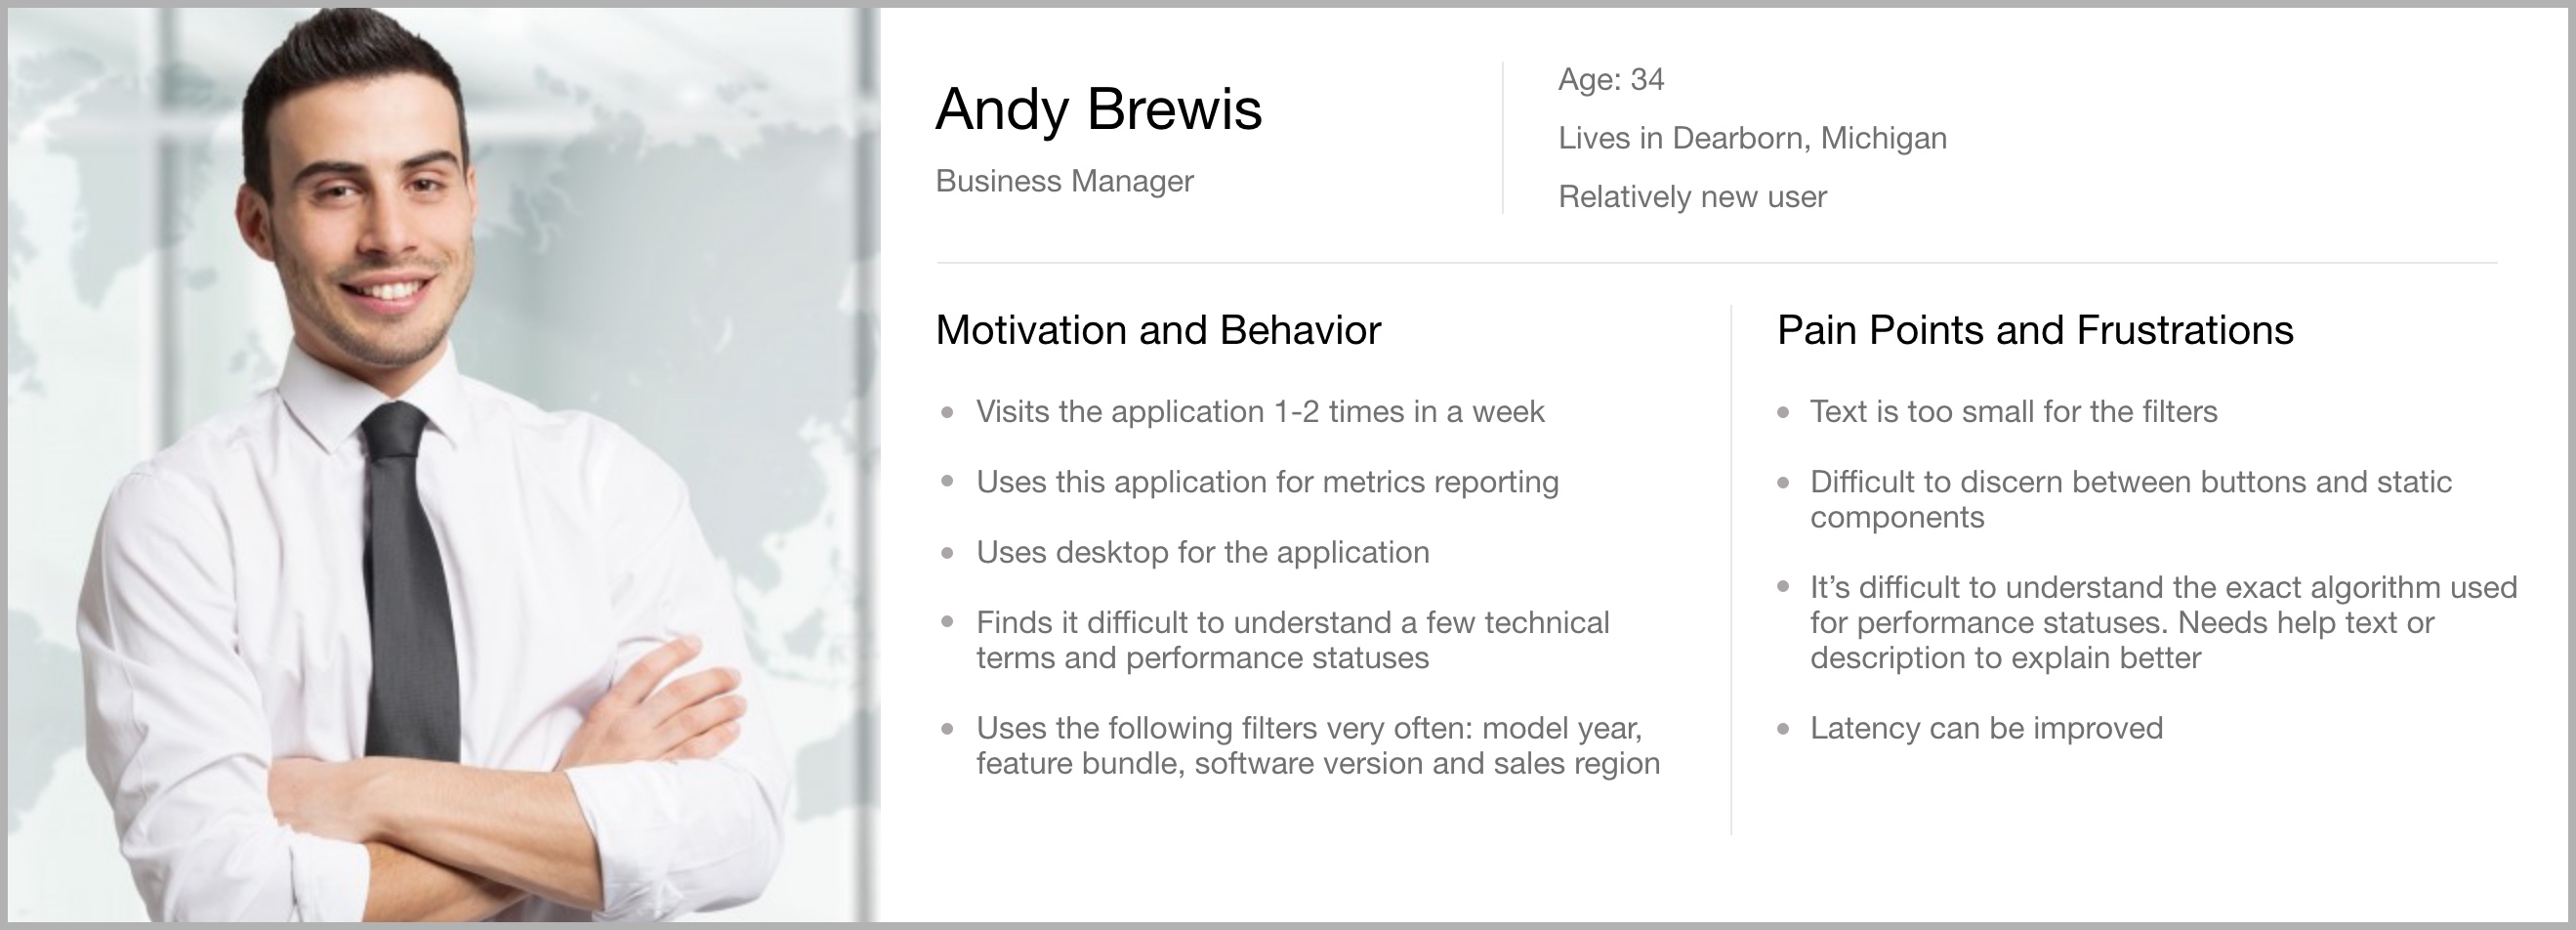 Andy Brewis
Business Manager
Age: 34
Lives in Dearborn, Michigan
Relatively new user
Motivation and Behavior
Visits the application 1-2 times in a week
Uses this application for metrics reporting
Uses desktop for the application
Finds it difficult to understand a few technical
terms and performance statuses
Uses the following filters very often: model year,
feature bundle, software version and sales region
Pain Points and Frustrations
Text is too small for the filters
Difficult to discern between buttons and static
components
It’s difficult to understand the exact algorithm used
for performance statuses. Needs help text or
description to explain better
Latency can be improved